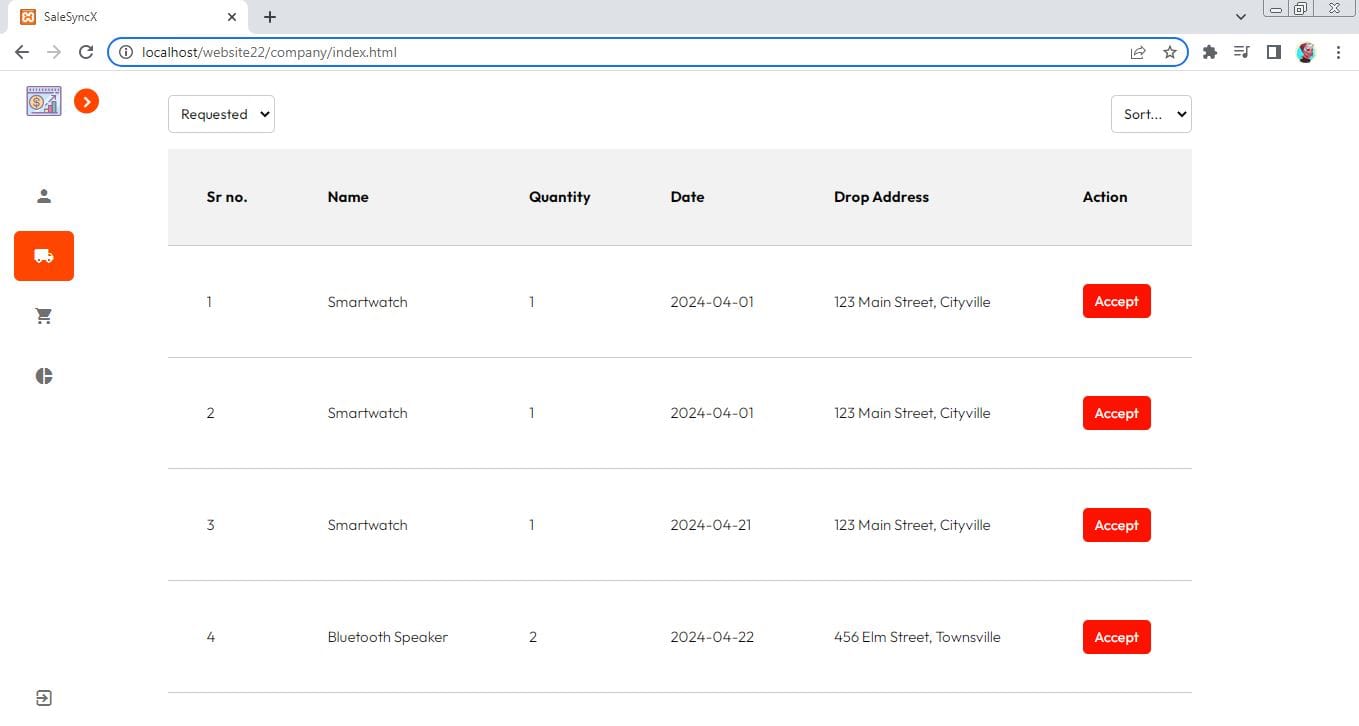 SaleSyncX
localhost/website22/company/index.html
Requested
Sort...
Sr no. Name Quantity Date Drop Address Action
1 Smartwatch 1 2024-04-01 123 Main Street, Cityville Accept
2 Smartwatch 1 2024-04-01 123 Main Street, Cityville Accept
3 Smartwatch 1 2024-04-21 123 Main Street, Cityville Accept
4 Bluetooth Speaker 2 2024-04-22 456 Elm Street, Townsville Accept